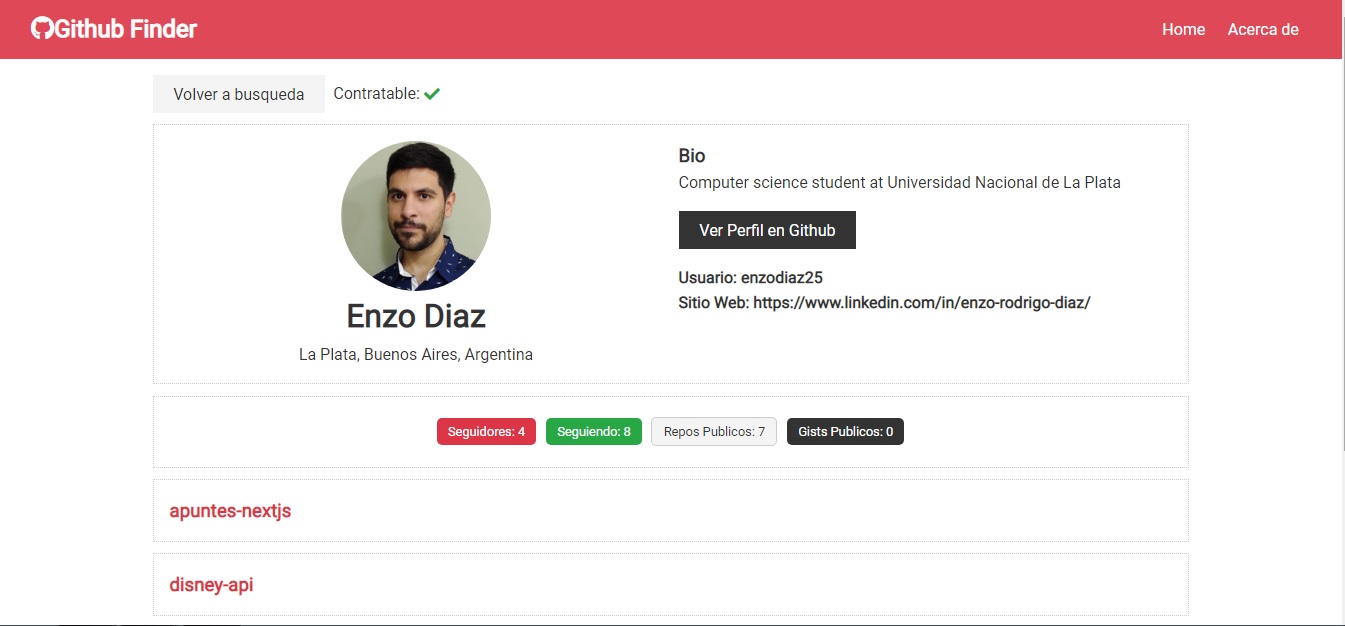 Github Finder
Home
Acerca de
Volver a busqueda
Contratable:
Enzo Diaz
La Plata, Buenos Aires, Argentina
Bio
Computer science student at Universidad Nacional de La Plata
Ver Perfil en Github
Usuario: enzodiaz25
Sitio Web: https://www.linkedin.com/in/enzo-rodrigo-diaz/
Seguidores: 4
Seguiendo: 8
Repos Publicos: 7
Gists Publicos: 0
apuntes-nextjs
disney-api